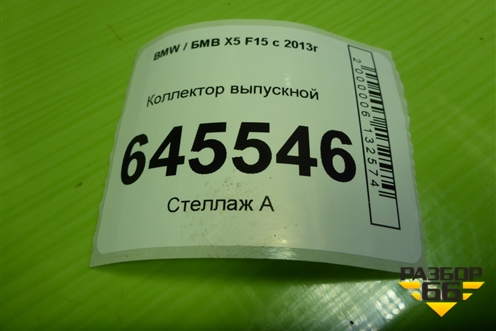 BMW / БМВ X5 F15 с 2013г
Коллектор выпускной
645546
Стеллаж А
2000006132574
РАЗБОР
66